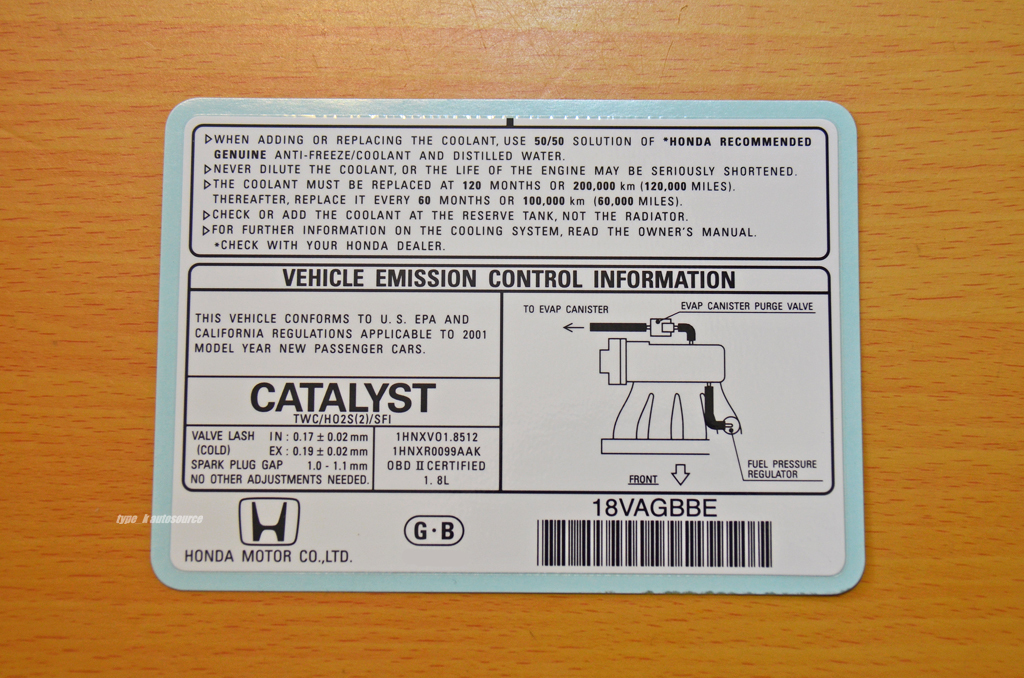 ▷WHEN ADDING OR REPLACING THE COOLANT, USE 50/50 SOLUTION OF *HONDA RECOMMENDED
GENUINE ANTI-FREEZE/COOLANT AND DISTILLED WATER.
▷NEVER DILUTE THE COOLANT, OR THE LIFE OF THE ENGINE MAY BE SERIOUSLY SHORTENED.
▷THE COOLANT MUST BE REPLACED AT 120 MONTHS OR 200,000 km (120,000 MILES).
THEREAFTER, REPLACE IT EVERY 60 MONTHS OR 100,000 km (60,000 MILES).
▷CHECK OR ADD THE COOLANT AT THE RESERVE TANK, NOT THE RADIATOR.
▷FOR FURTHER INFORMATION ON THE COOLING SYSTEM, READ THE OWNER'S MANUAL.
*CHECK WITH YOUR HONDA DEALER.
VEHICLE EMISSION CONTROL INFORMATION
THIS VEHICLE CONFORMS TO U.S. EPA AND
CALIFORNIA REGULATIONS APPLICABLE TO 2001
MODEL YEAR NEW PASSENGER CARS.
CATALYST
TWC/HO2S(2)/SFI
VALVE LASH IN : 0.17 ± 0.02 mm
(COLD) EX : 0.19 ± 0.02 mm
SPARK PLUG GAP 1.0 - 1.1 mm
NO OTHER ADJUSTMENTS NEEDED.
1HNXV01.8512
1HNXR0099AAK
OBD II CERTIFIED
1.8L
TO EVAP CANISTER
EVAP CANISTER PURGE VALVE
FRONT
FUEL PRESSURE
REGULATOR
HONDA MOTOR CO.,LTD.
G·B
18VAGBBE
type_k autosource